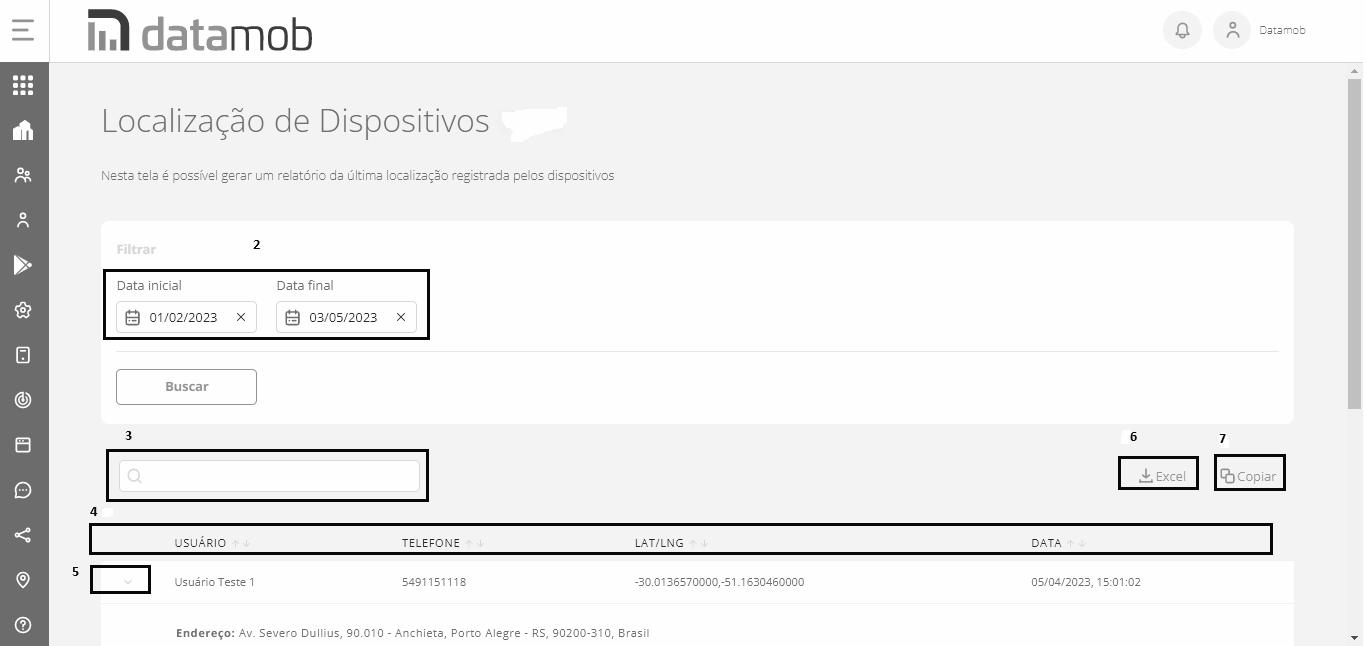 datamob
Datamob
Localização de Dispositivos
Nesta tela é possível gerar um relatório da última localização registrada pelos dispositivos
Filtrar
2
Data inicial Data final
01/02/2023 03/05/2023
Buscar
3
6 7
Excel Copiar
4
USUÁRIO TELEFONE LAT/LNG DATA
5
Usuário Teste 1 5491151118 -30.0136570000,-51.1630460000 05/04/2023, 15:01:02
Endereço: Av. Severo Dullius, 90.010 - Anchieta, Porto Alegre - RS, 90200-310, Brasil